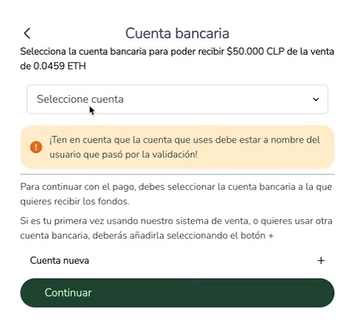 Cuenta bancaria
Selecciona la cuenta bancaria para poder recibir $50.000 CLP de la venta
de 0.0459 ETH
Seleccione cuenta
¡Ten en cuenta que la cuenta que uses debe estar a nombre del
usuario que pasó por la validación!
Para continuar con el pago, debes seleccionar la cuenta bancaria a la que
quieres recibir los fondos.
Si es tu primera vez usando nuestro sistema de venta, o quieres usar otra
cuenta bancaria, deberás añadirla seleccionando el botón +
Cuenta nueva +
Continuar